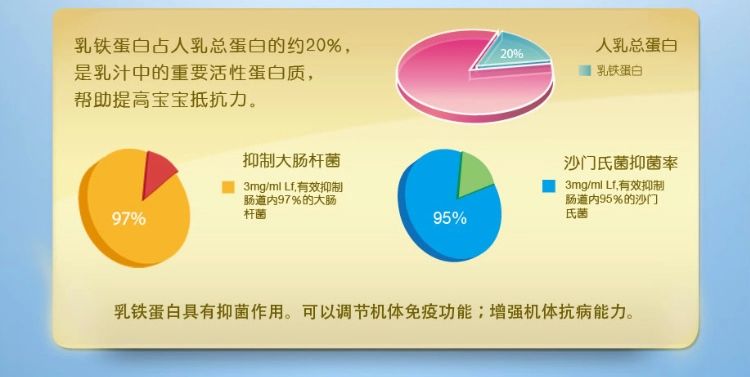 乳铁蛋白占人乳总蛋白的约20%，
是乳汁中的重要活性蛋白质，
帮助提高宝宝抵抗力。
20%
人乳总蛋白
乳铁蛋白
97%
抑制大肠杆菌
3mg/ml Lf,有效抑制
肠道内97%的大肠
杆菌
95%
沙门氏菌抑菌率
3mg/ml Lf,有效抑制
肠道内95%的沙门
氏菌
乳铁蛋白具有抑菌作用。可以调节机体免疫功能；增强机体抗病能力。